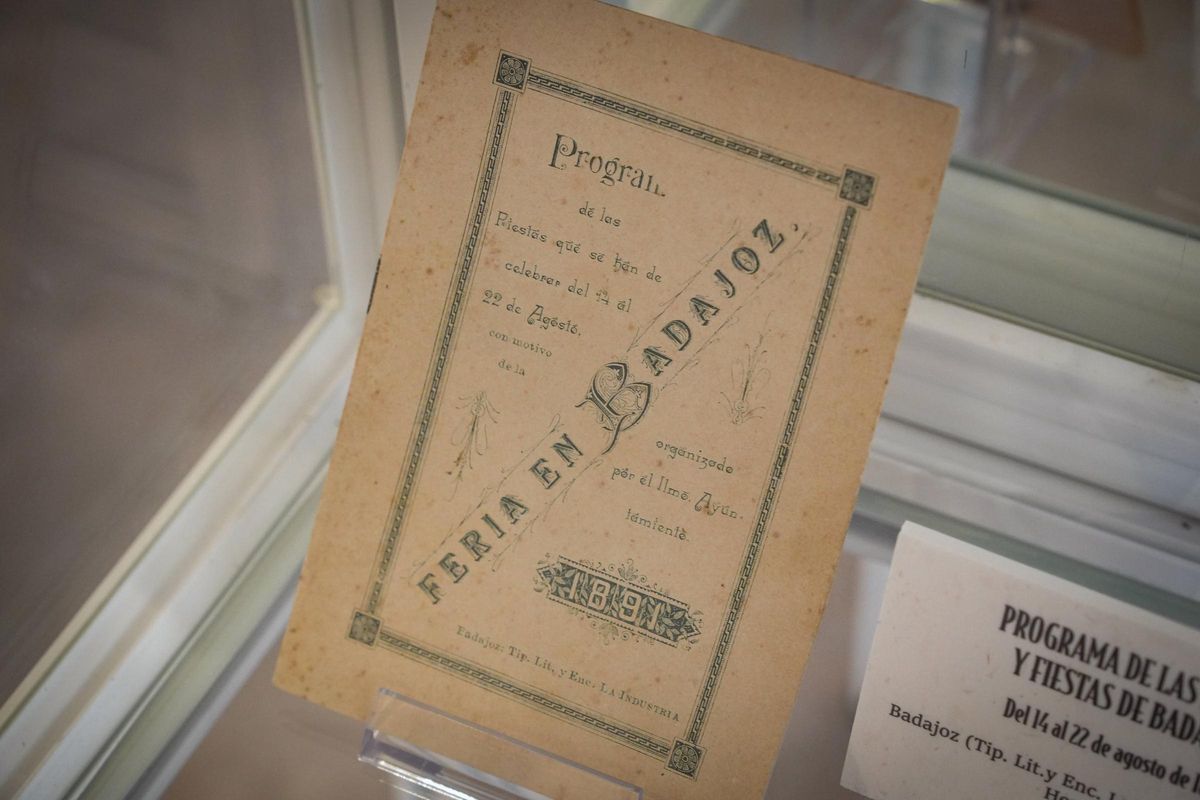 Program
de las
Fiestas que se han de
celebrar del 14 al
22 de Agosto,
con motivo
de la
FERIA EN BADAJOZ,
organizado
por el Ilmo. Ayun-
tamiento.
1891
Badajoz: Tip. Lit. y Enc. LA INDUSTRIA
PROGRAMA DE LAS
Y FIESTAS DE BADA
Del 14 al 22 de agosto de
Badajoz (Tip. Lit. y Enc.